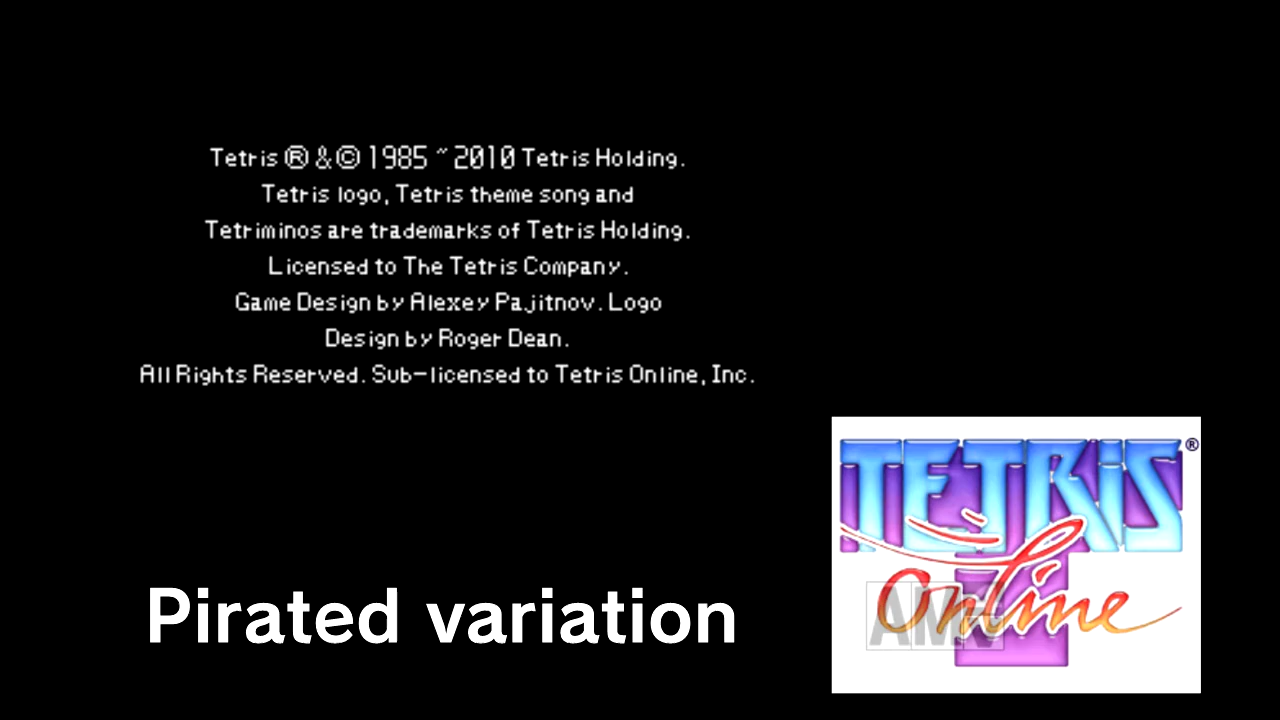 Tetris ® & © 1985 ~ 2010 Tetris Holding.
Tetris logo, Tetris theme song and
Tetriminos are trademarks of Tetris Holding.
Licensed to The Tetris Company.
Game Design by Alexey Pajitnov. Logo
Design by Roger Dean.
All Rights Reserved. Sub-licensed to Tetris Online, Inc.
TETRIS®
Online
Pirated variation